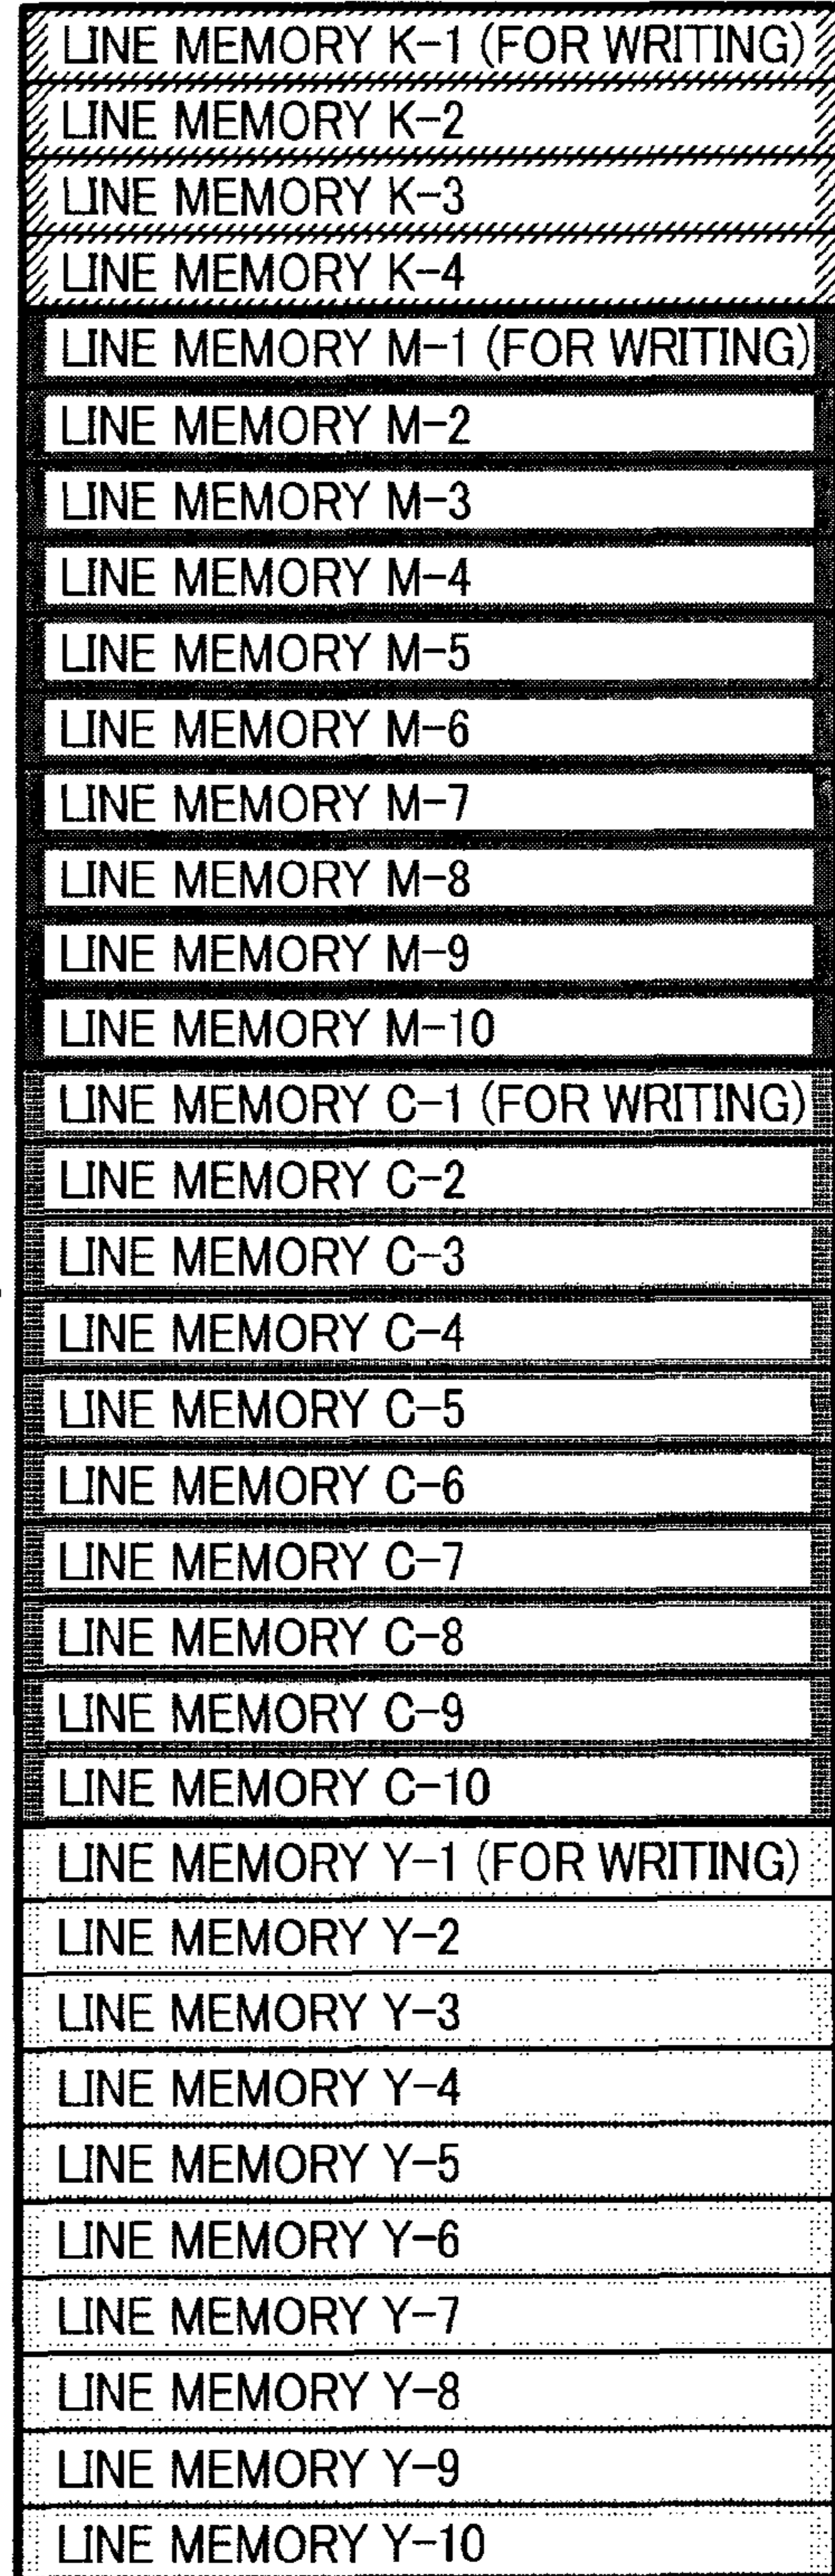 LINE MEMORY K-1 (FOR WRITING)
LINE MEMORY K-2
LINE MEMORY K-3
LINE MEMORY K-4
LINE MEMORY M-1 (FOR WRITING)
LINE MEMORY M-2
LINE MEMORY M-3
LINE MEMORY M-4
LINE MEMORY M-5
LINE MEMORY M-6
LINE MEMORY M-7
LINE MEMORY M-8
LINE MEMORY M-9
LINE MEMORY M-10
LINE MEMORY C-1 (FOR WRITING)
LINE MEMORY C-2
LINE MEMORY C-3
LINE MEMORY C-4
LINE MEMORY C-5
LINE MEMORY C-6
LINE MEMORY C-7
LINE MEMORY C-8
LINE MEMORY C-9
LINE MEMORY C-10
LINE MEMORY Y-1 (FOR WRITING)
LINE MEMORY Y-2
LINE MEMORY Y-3
LINE MEMORY Y-4
LINE MEMORY Y-5
LINE MEMORY Y-6
LINE MEMORY Y-7
LINE MEMORY Y-8
LINE MEMORY Y-9
LINE MEMORY Y-10